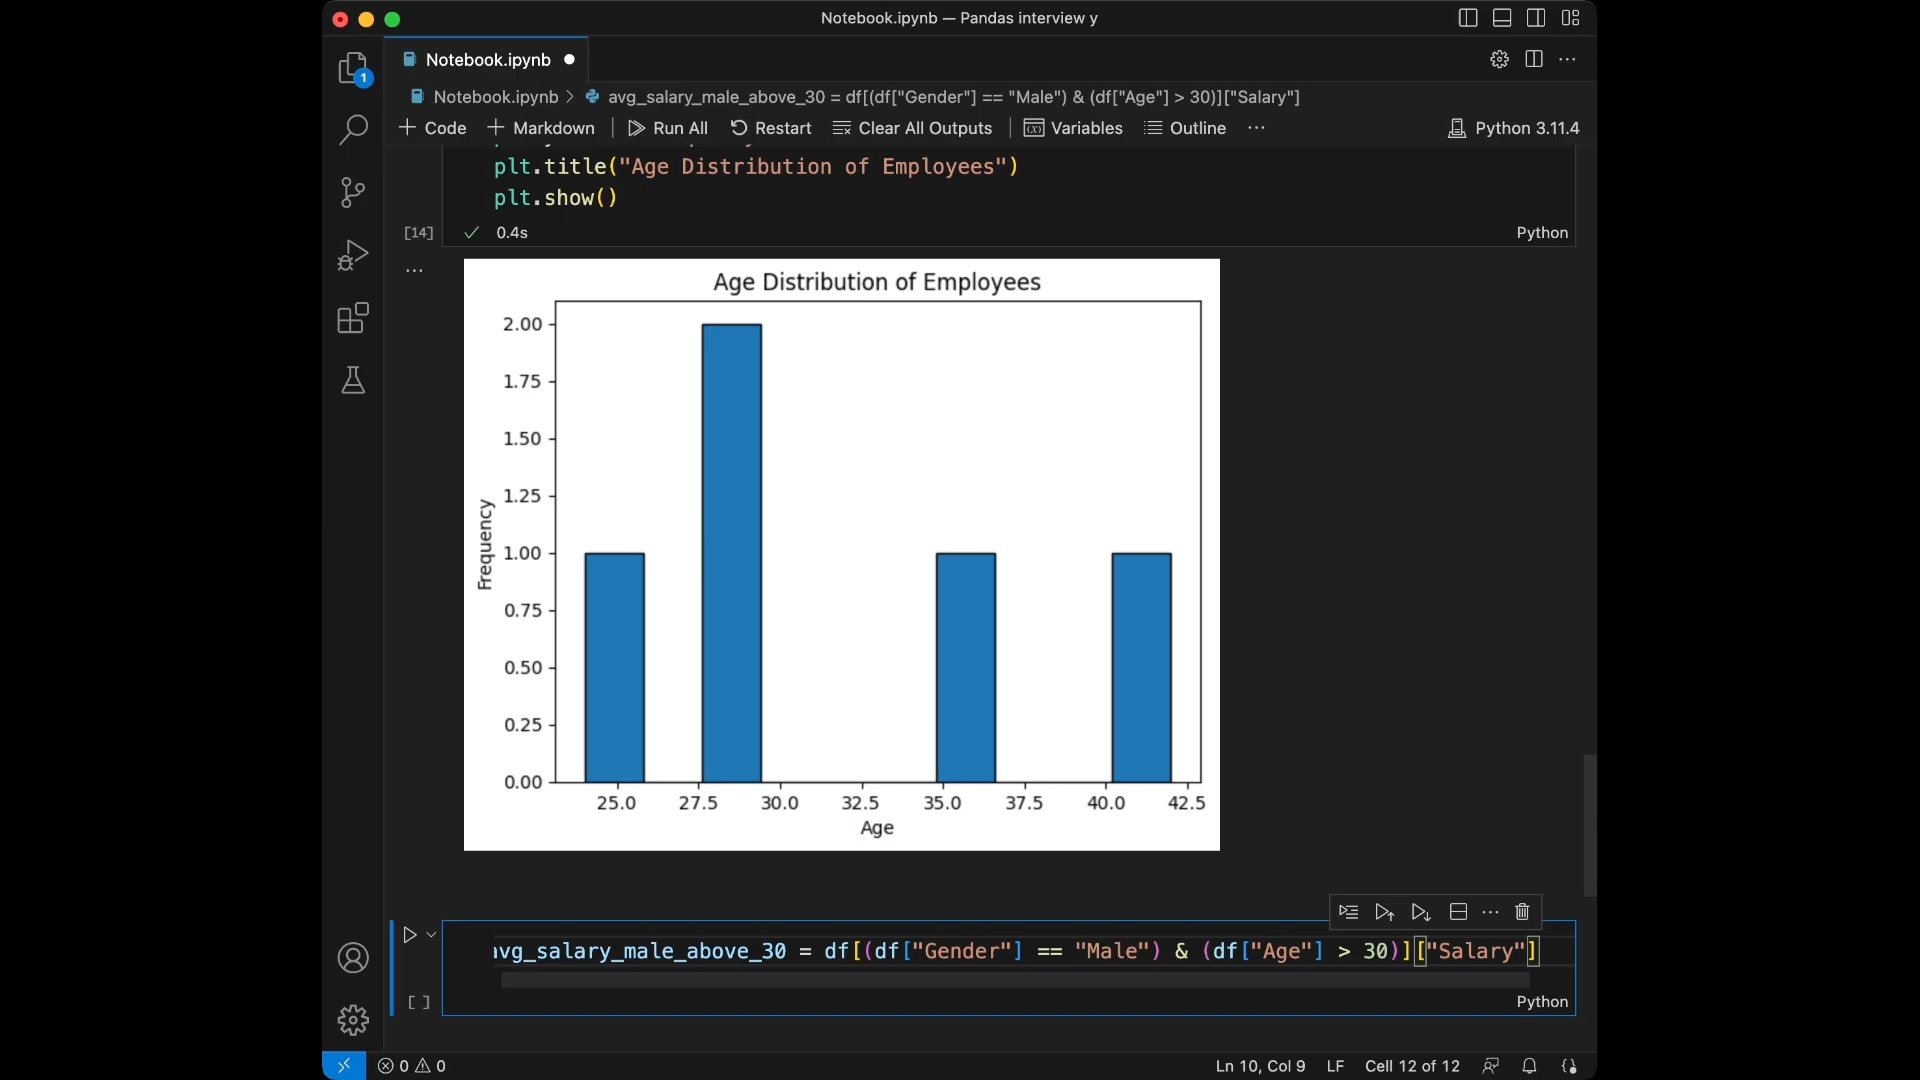 Notebook.ipynb — Pandas interview y
1
Notebook.ipynb
Notebook.ipynb > avg_salary_male_above_30 = df[(df["Gender"] == "Male") & (df["Age"] > 30)]["Salary"]
Code Markdown Run All Restart Clear All Outputs Variables Outline ... Python 3.11.4
plt.title("Age Distribution of Employees")
plt.show()
[14] ✓ 0.4s Python
...
Age Distribution of Employees
2.00
1.75
1.50
1.25
1.00
0.75
0.50
0.25
0.00
Frequency
25.0 27.5 30.0 32.5 35.0 37.5 40.0 42.5
Age
avg_salary_male_above_30 = df[(df["Gender"] == "Male") & (df["Age"] > 30)]["Salary"]
[ ] Python
0 0 Ln 10, Col 9 LF Cell 12 of 12